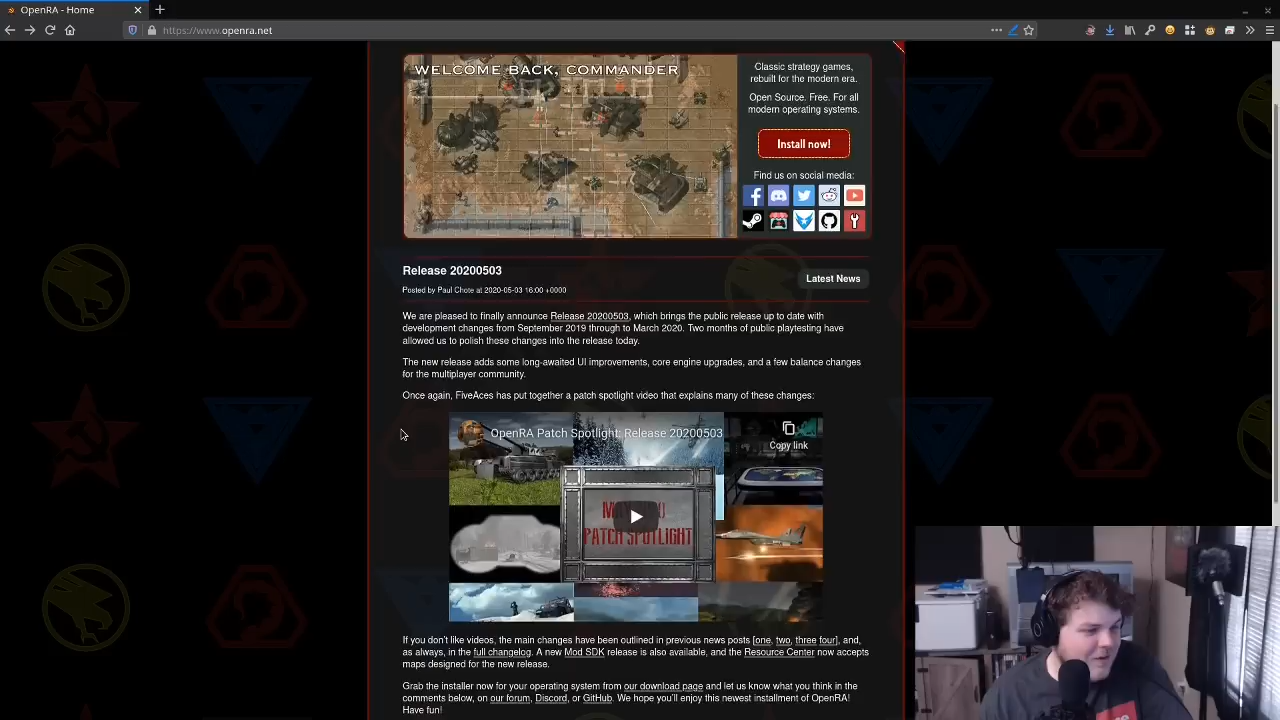 OpenRA - Home
https://www.openra.net
WELCOME BACK, COMMANDER
Classic strategy games,
rebuilt for the modern era.
Open Source. Free. For all
modern operating systems.
Install now!
Find us on social media:
Release 20200503
Posted by Paul Chote at 2020-05-03 16:00 +0000
Latest News
We are pleased to finally announce Release 20200503, which brings the public release up to date with
development changes from September 2019 through to March 2020. Two months of public playtesting have
allowed us to polish these changes into the release today.
The new release adds some long-awaited UI improvements, core engine upgrades, and a few balance changes
for the multiplayer community.
Once again, FiveAces has put together a patch spotlight video that explains many of these changes:
OpenRA Patch Spotlight: Release 20200503
Copy link
PATCH SPOTLIGHT
If you don't like videos, the main changes have been outlined in previous news posts [one, two, three four], and,
as always, in the full changelog. A new Mod SDK release is also available, and the Resource Center now accepts
maps designed for the new release.
Grab the installer now for your operating system from our download page and let us know what you think in the
comments below, on our forum, Discord, or GitHub. We hope you'll enjoy this newest installment of OpenRA!
Have fun!